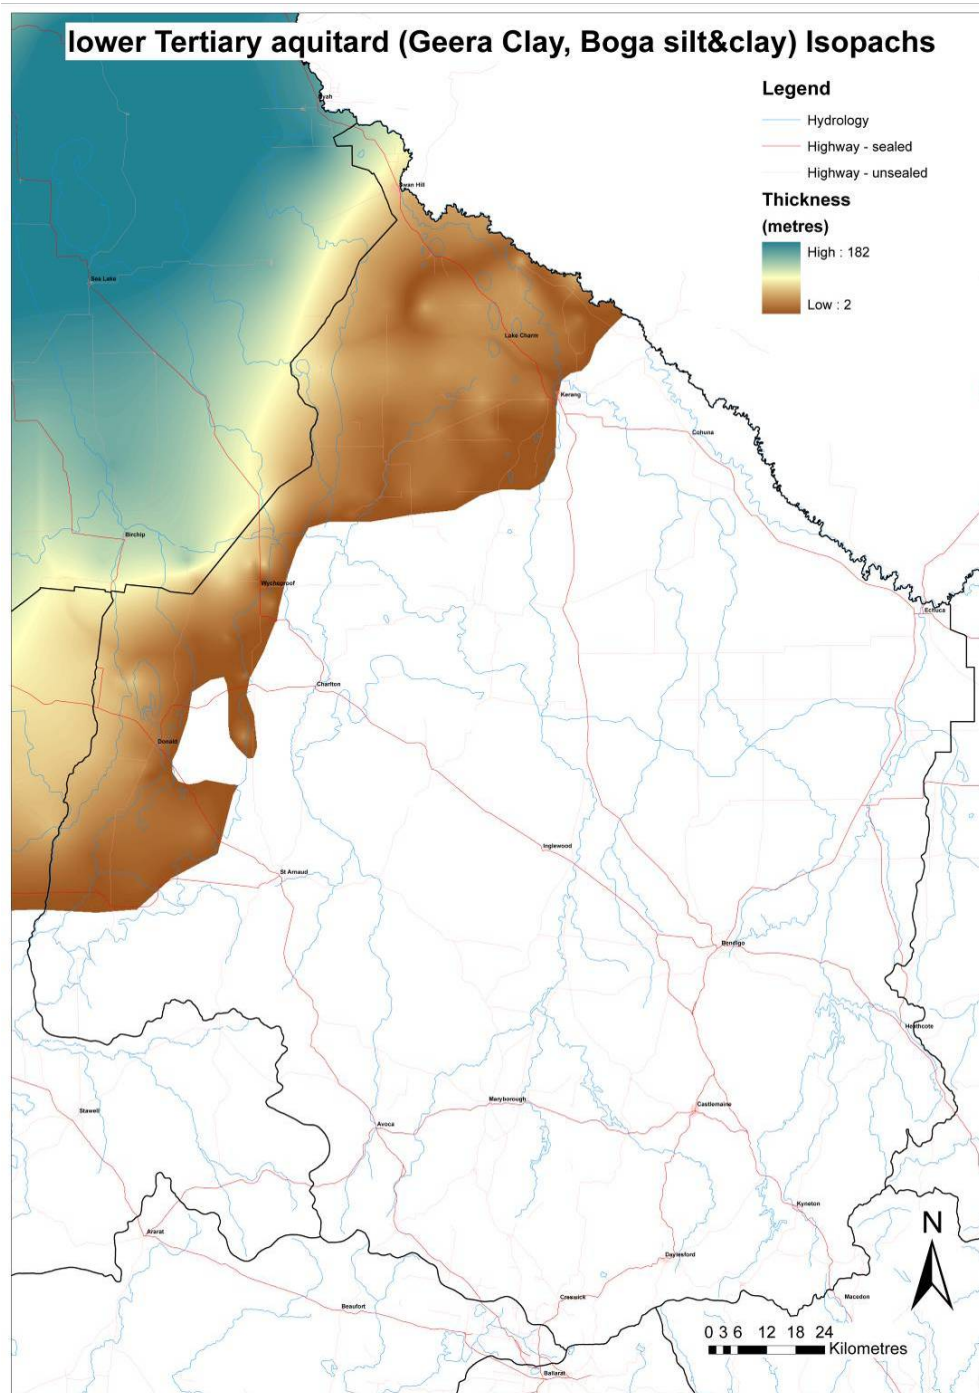 lower Tertiary aquitard (Geera Clay, Boga silt&clay) Isopachs
Legend
Hydrology
Highway - sealed
Highway - unsealed
Thickness
(metres)
High : 182
Low : 2
Swan Hill
Sea Lake
Lake Charm
Kerang
Cohuna
Birchip
Wycheproof
Echuca
Charlton
Donald
Inglewood
St Arnaud
Bendigo
Heathcote
Stawell
Maryborough
Castlemaine
Avoca
Kyneton
Ararat
N
Daylesford
Creswick
Macedon
Beaufort
0 3 6 12 18 24
Kilometres
Ballarat